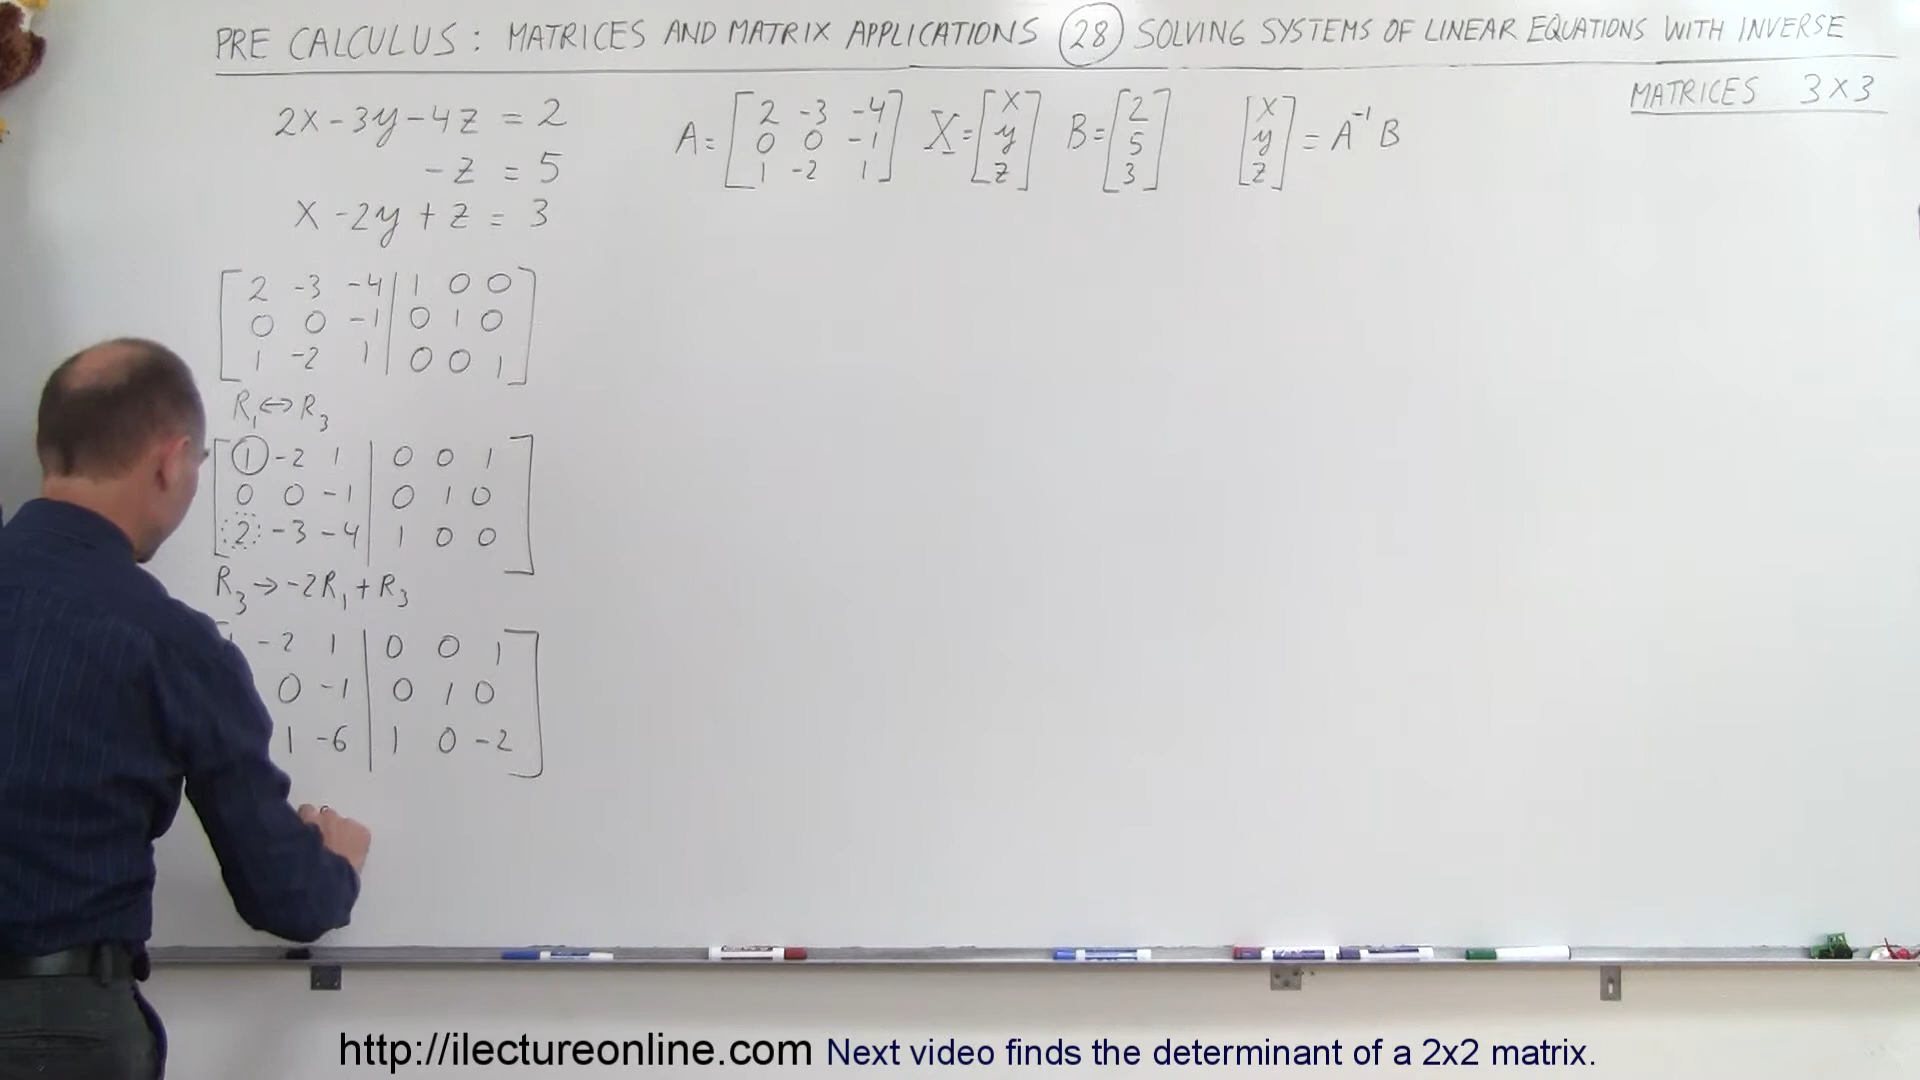 PRE CALCULUS: MATRICES AND MATRIX APPLICATIONS (28) SOLVING SYSTEMS OF LINEAR EQUATIONS WITH INVERSE
MATRICES 3x3
2x-3y-4z = 2
-z = 5
x -2y + z = 3
A= [2 -3 -4
0 0 -1
1 -2 1]
X= [x
y
z]
B= [2
5
3]
[x
y
z] = A⁻¹ B
[2 -3 -4 | 1 0 0
0 0 -1 | 0 1 0
1 -2 1 | 0 0 1]
R₁↔R₃
[1 -2 1 | 0 0 1
0 0 -1 | 0 1 0
2 -3 -4 | 1 0 0]
R₃→-2R₁+R₃
-2 1 | 0 0 1
0 -1 | 0 1 0
1 -6 | 1 0 -2]
http://ilectureonline.com Next video finds the determinant of a 2x2 matrix.